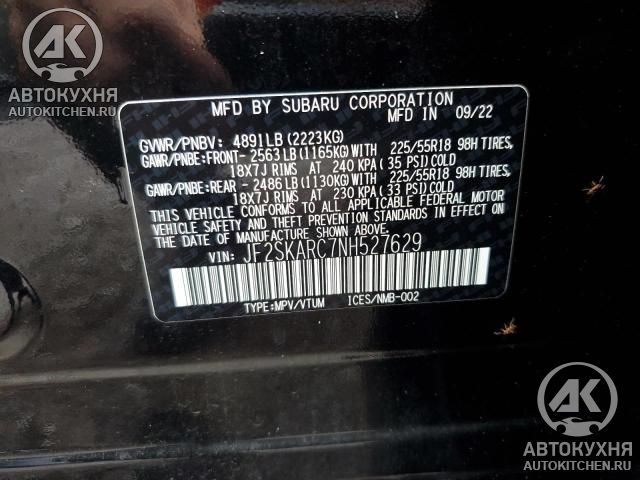 АК
АВТОКУХНЯ
AUTOKITCHEN.BY
MFD BY SUBARU CORPORATION
MFD IN 09/22
GVWR/PNBV: 4891LB(2223KG)
GAWR/PNBE:FRONT- 2563LB(1165KG)WITH 225/55R18 98H TIRES,
18X7J RIMS AT 240 KPA(35 PSI)COLD
GAWR/PNBE:REAR - 2486LB(1130KG)WITH 225/55R18 98H TIRES,
18X7J RIMS AT 230 KPA(33 PSI)COLD
THIS VEHICLE CONFORMS TO ALL APPLICABLE FEDERAL MOTOR
VEHICLE SAFETY AND THEFT PREVENTION STANDARDS IN EFFECT ON
THE DATE OF MANUFACTURE SHOWN ABOVE.
VIN: JF2SKARC7NH527629
TYPE:MPV/VTUM ICES/NMB-002
АК
АВТОКУХНЯ
AUTOKITCHEN.BY